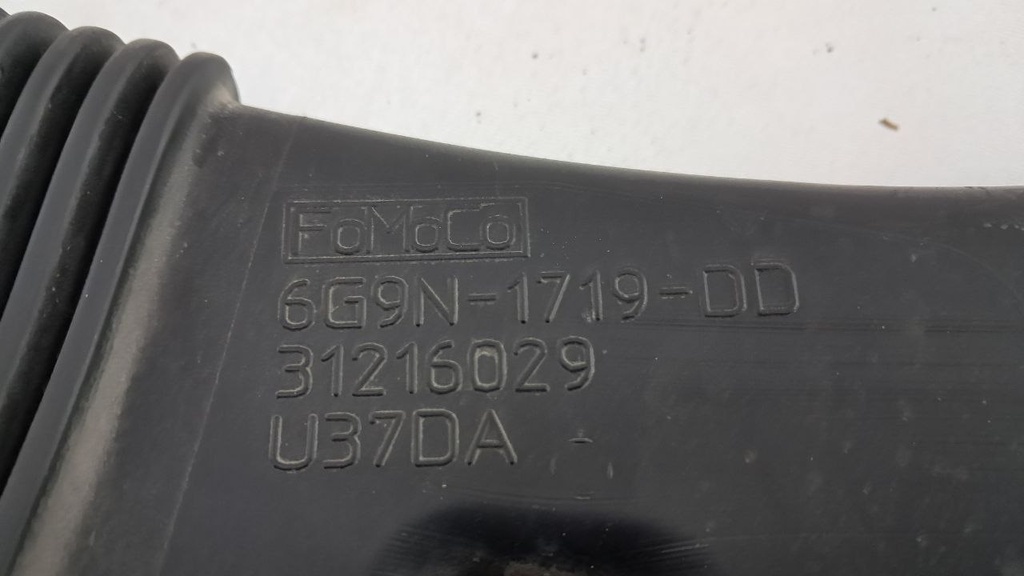 FoMoCo
6G9N-1719-DD
31216029
U37DA -